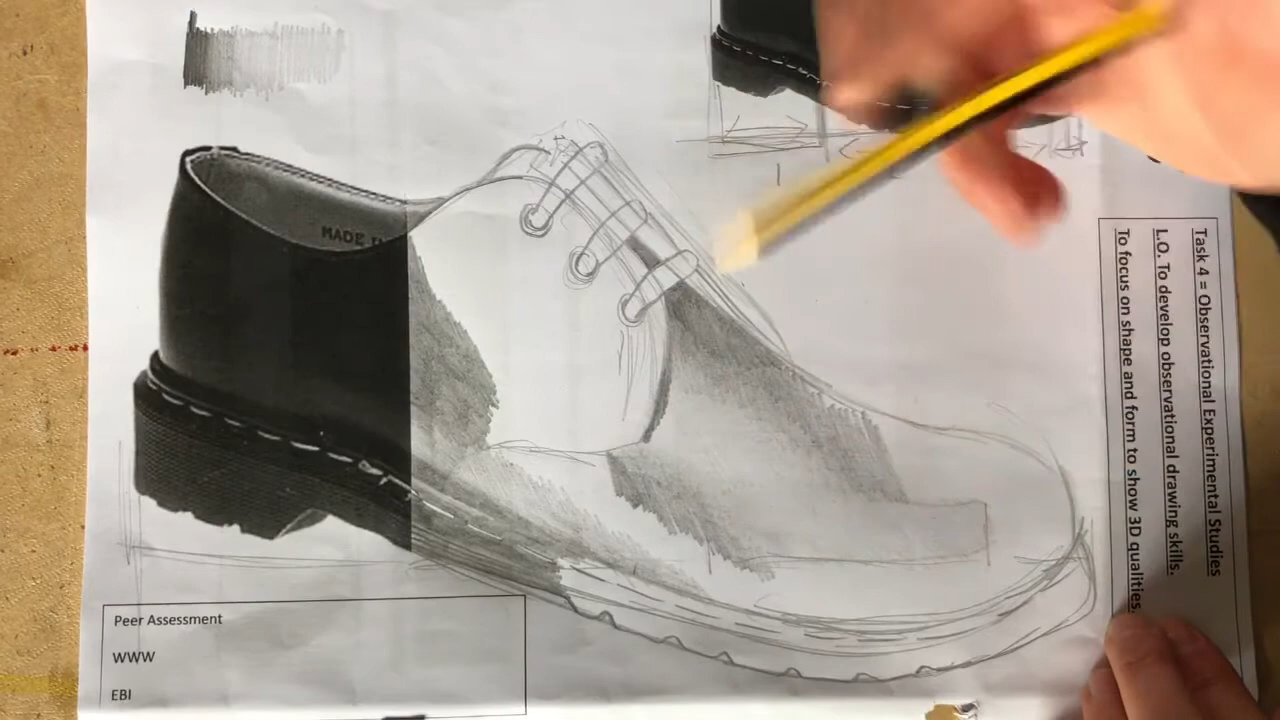 MADE
Task 4 = Observational Experimental Studies
L.O. To develop observational drawing skills.
To focus on shape and form to show 3D qualities.
Peer Assessment
WWW
EBI